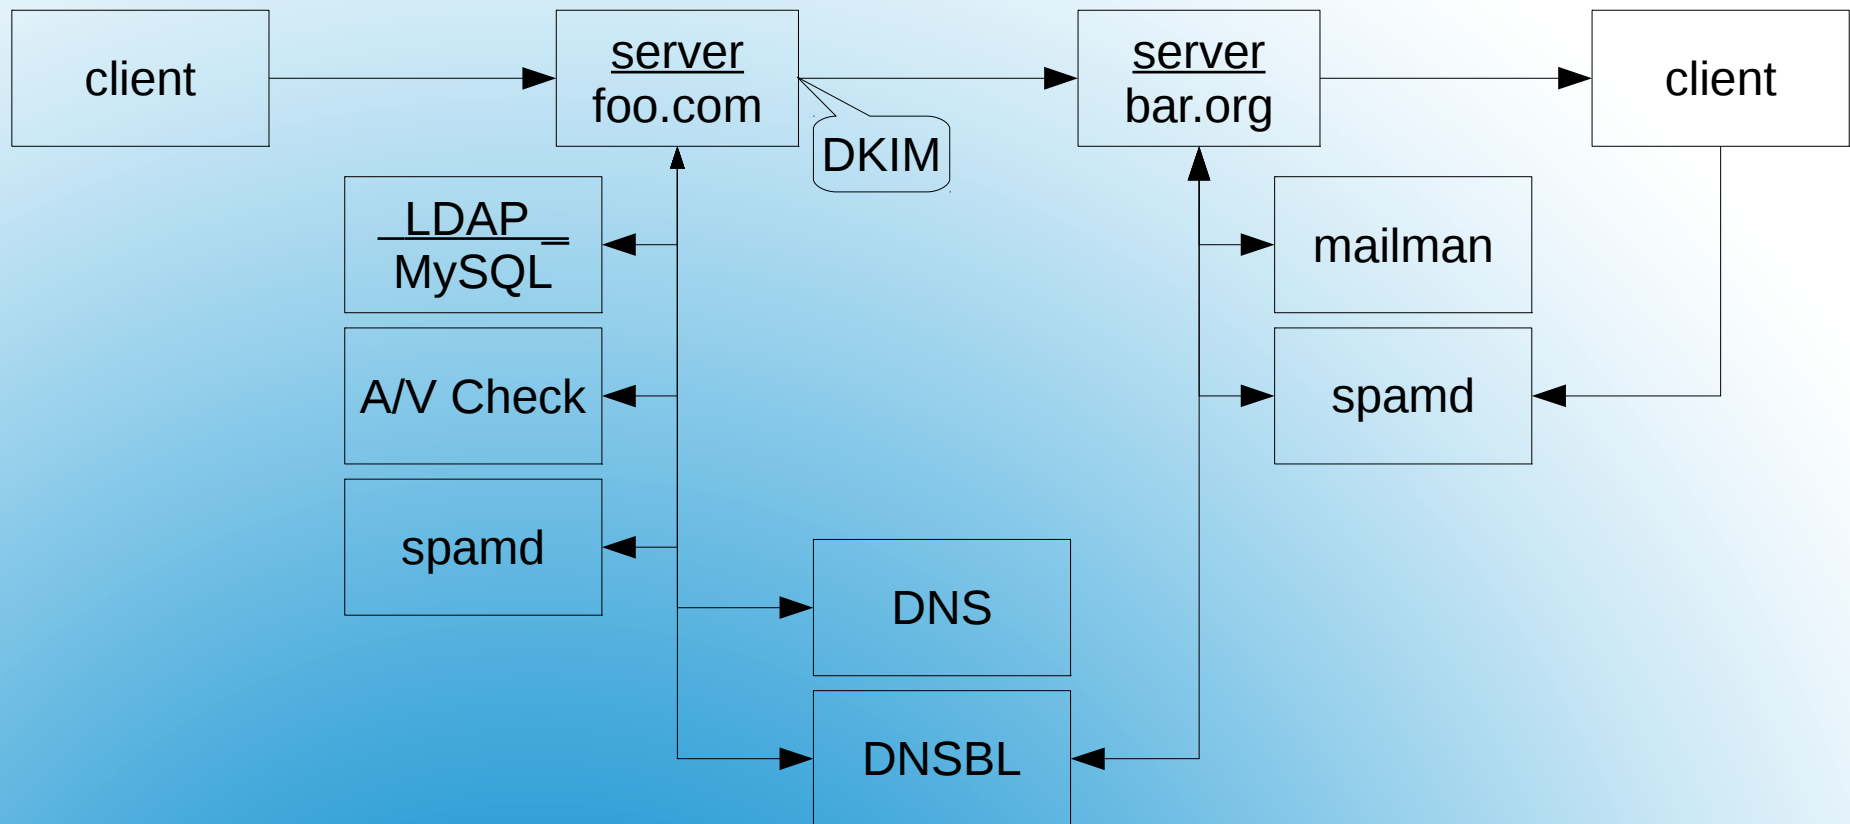 client
server
foo.com
server
bar.org
client
DKIM
LDAP
MySQL
mailman
A/V Check
spamd
spamd
DNS
DNSBL